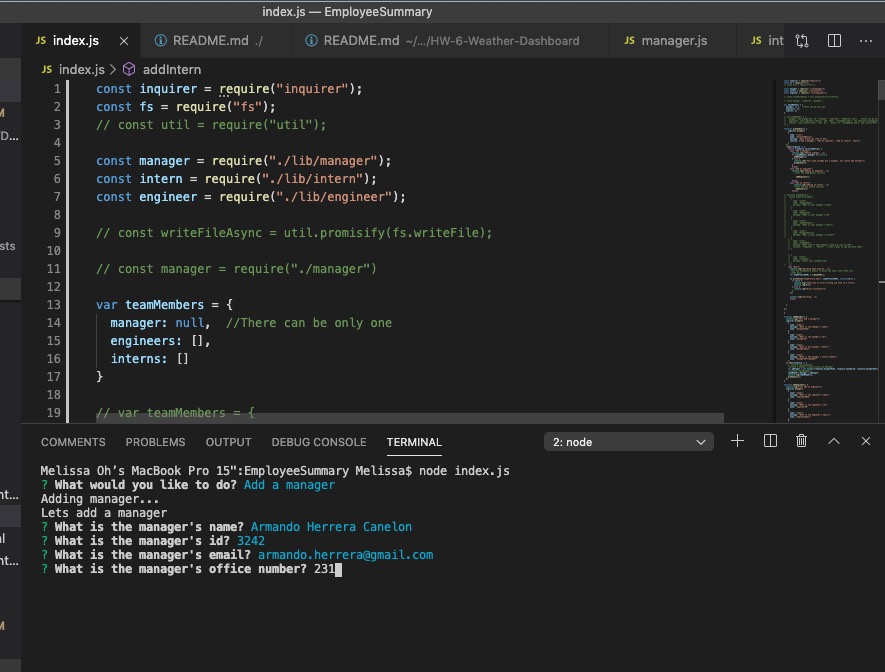 index.js — EmployeeSummary
JS index.js × README.md ./ README.md ~/.../HW-6-Weather-Dashboard JS manager.js JS int
JS index.js > addIntern
1 const inquirer = require("inquirer");
2 const fs = require("fs");
3 // const util = require("util");
4
5 const manager = require("./lib/manager");
6 const intern = require("./lib/intern");
7 const engineer = require("./lib/engineer");
8
9 // const writeFileAsync = util.promisify(fs.writeFile);
10
11 // const manager = require("./manager")
12
13 var teamMembers = {
14 manager: null, //There can be only one
15 engineers: [],
16 interns: []
17 }
18
19 // var teamMembers = {
COMMENTS PROBLEMS OUTPUT DEBUG CONSOLE TERMINAL 2: node
Melissa Oh’s MacBook Pro 15":EmployeeSummary Melissa$ node index.js
? What would you like to do? Add a manager
Adding manager...
Lets add a manager
? What is the manager's name? Armando Herrera Canelon
? What is the manager's id? 3242
? What is the manager's email? armando.herrera@gmail.com
? What is the manager's office number? 231